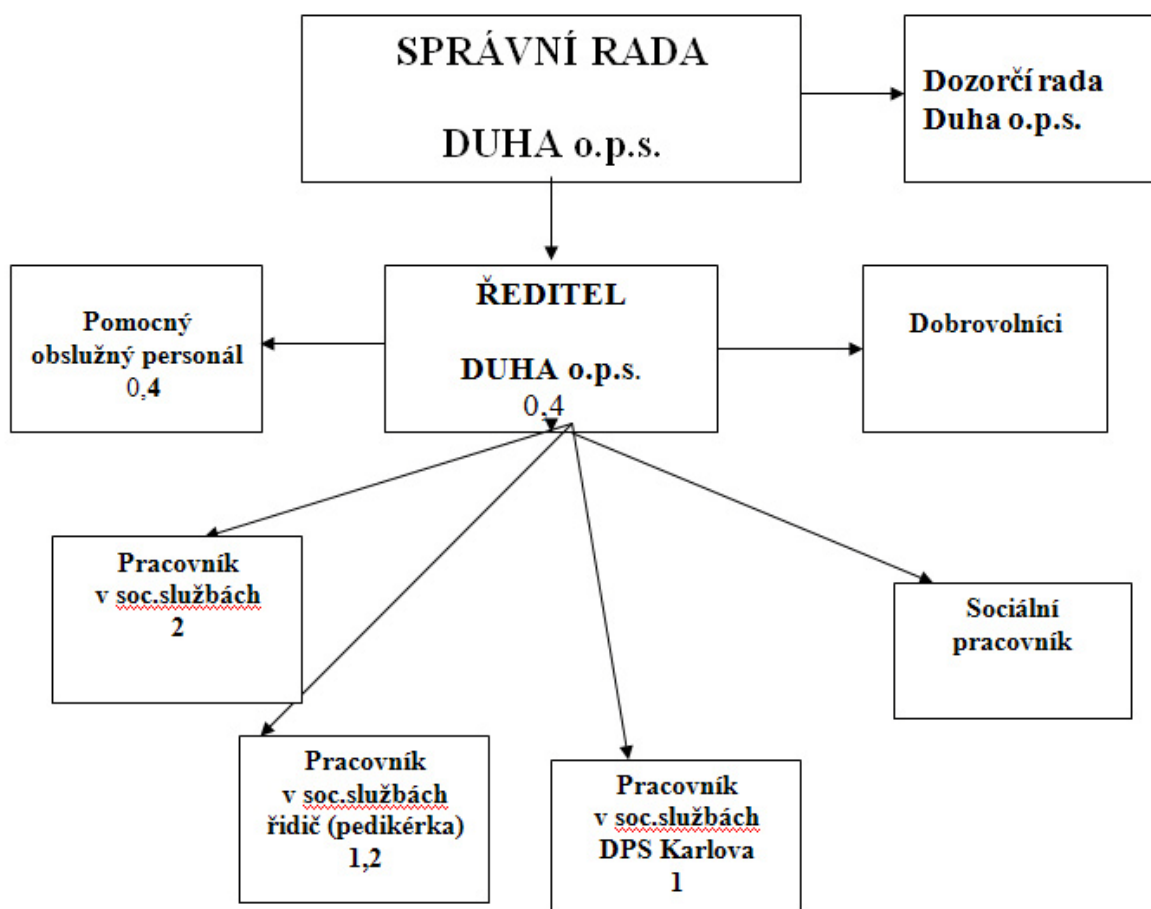 SPRÁVNÍ RADA
DUHA o.p.s.
Dozorčí rada
Duha o.p.s.
Pomocný
obslužný personál
0,4
ŘEDITEL
DUHA o.p.s.
0,4
Dobrovolníci
Pracovník
v soc.službách
2
Sociální
pracovník
Pracovník
v soc.službách
řidič (pedikérka)
1,2
Pracovník
v soc.službách
DPS Karlova
1